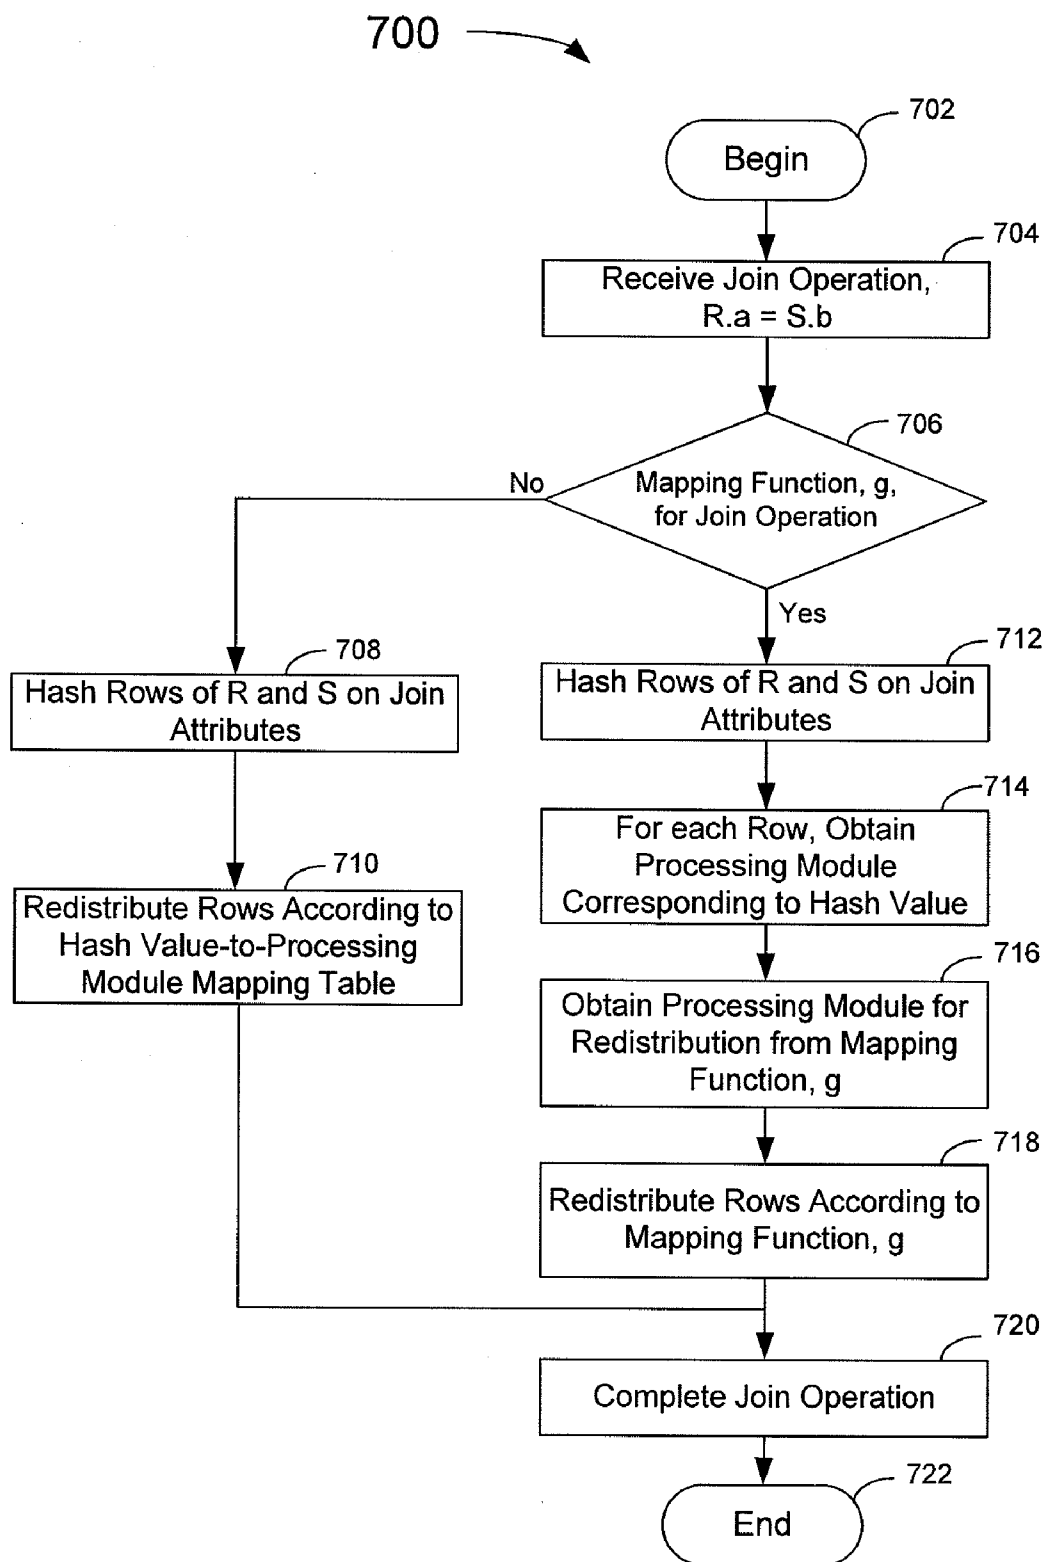 700
702
Begin
704
Receive Join Operation,
R.a = S.b
706
Mapping Function, g,
for Join Operation
No
Yes
708
Hash Rows of R and S on Join
Attributes
710
Redistribute Rows According to
Hash Value-to-Processing
Module Mapping Table
712
Hash Rows of R and S on Join
Attributes
714
For each Row, Obtain
Processing Module
Corresponding to Hash Value
716
Obtain Processing Module for
Redistribution from Mapping
Function, g
718
Redistribute Rows According to
Mapping Function, g
720
Complete Join Operation
722
End